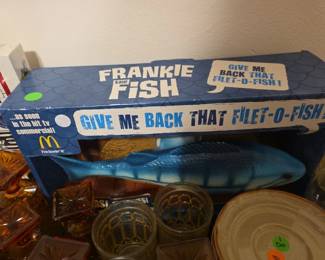 FRANKIE
THE
FISH
GIVE ME
BACK THAT
FILET-O-FISH!
...as seen
in the hit tv
commercial!
GIVE ME BACK THAT FILET-O-FISH!